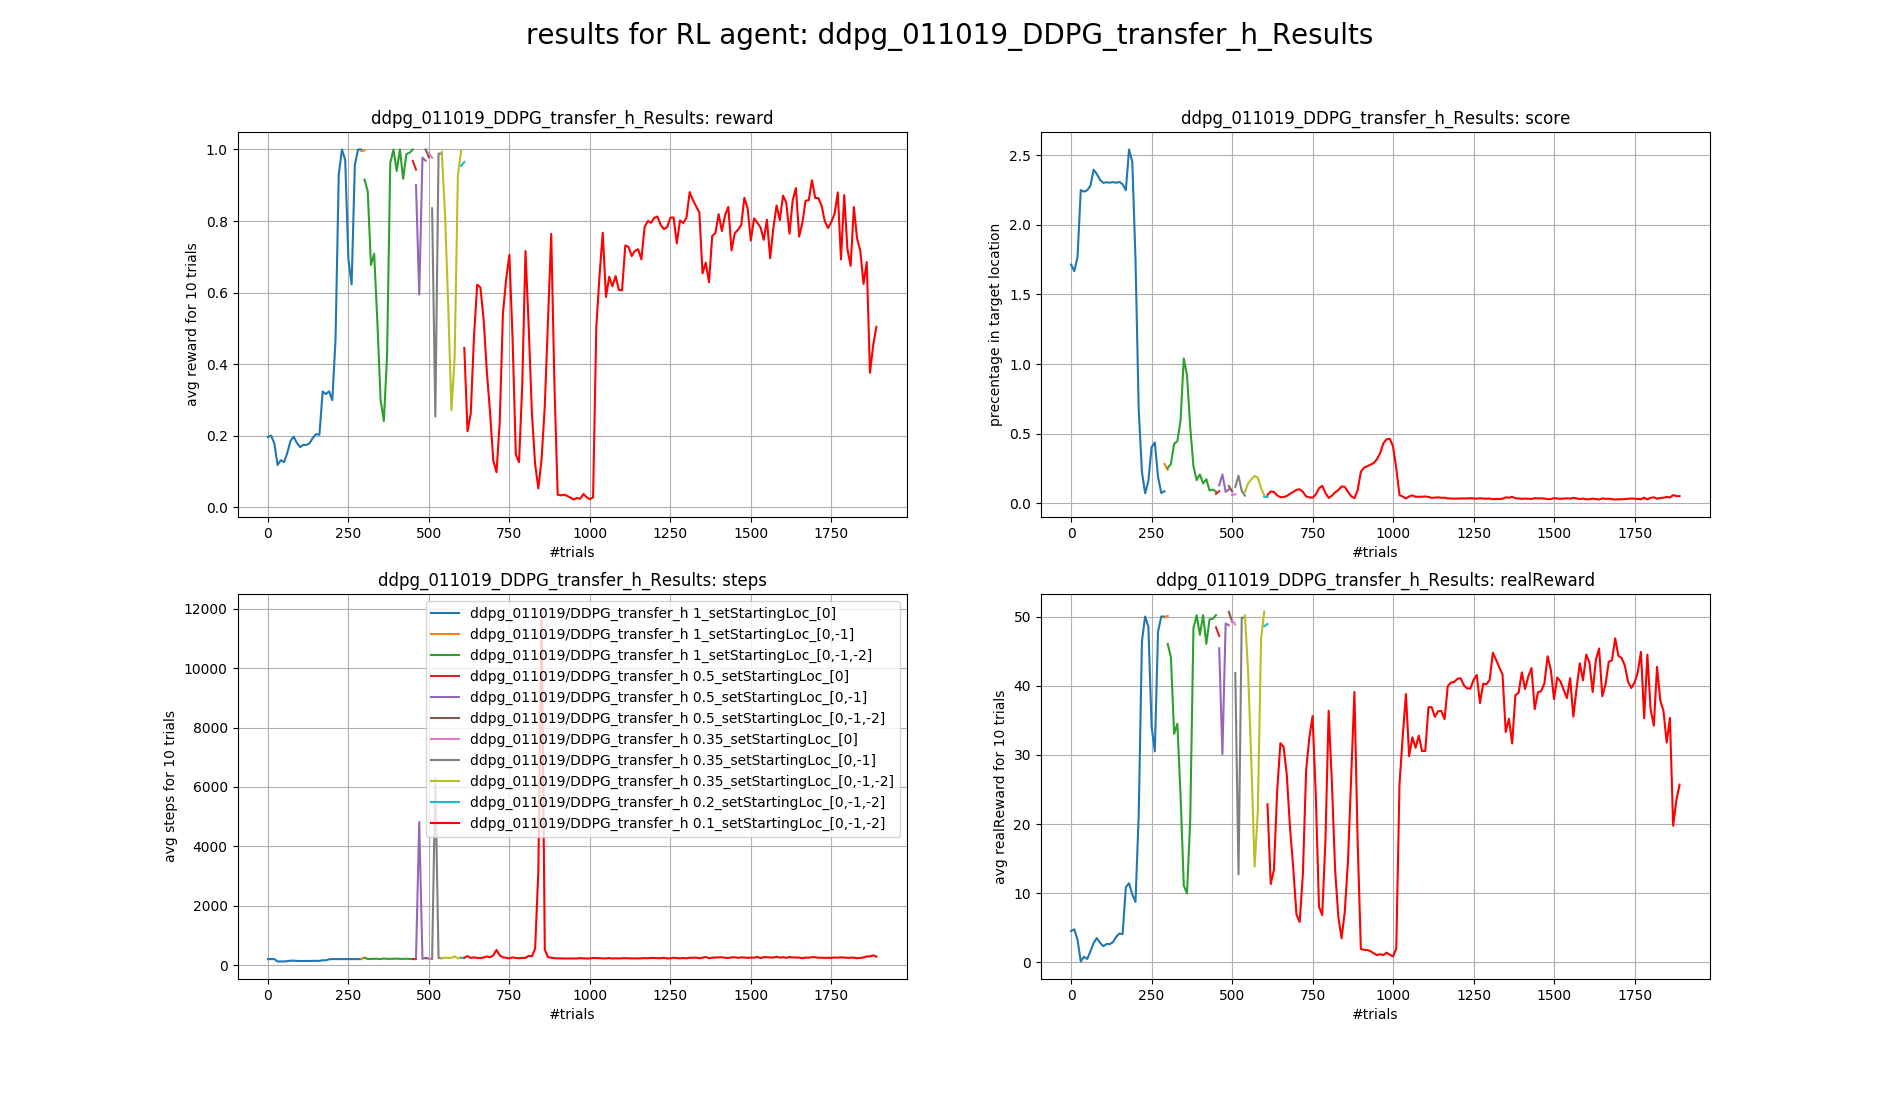 results for RL agent: ddpg_011019_DDPG_transfer_h_Results
ddpg_011019_DDPG_transfer_h_Results: reward
avg reward for 10 trials
1.0
0.8
0.6
0.4
0.2
0.0
0 250 500 750 1000 1250 1500 1750
#trials
ddpg_011019_DDPG_transfer_h_Results: score
precentage in target location
2.5
2.0
1.5
1.0
0.5
0.0
0 250 500 750 1000 1250 1500 1750
#trials
ddpg_011019_DDPG_transfer_h_Results: steps
avg steps for 10 trials
12000
10000
8000
6000
4000
2000
0
ddpg_011019/DDPG_transfer_h 1_setStartingLoc_[0]
ddpg_011019/DDPG_transfer_h 1_setStartingLoc_[0,-1]
ddpg_011019/DDPG_transfer_h 1_setStartingLoc_[0,-1,-2]
ddpg_011019/DDPG_transfer_h 0.5_setStartingLoc_[0]
ddpg_011019/DDPG_transfer_h 0.5_setStartingLoc_[0,-1]
ddpg_011019/DDPG_transfer_h 0.5_setStartingLoc_[0,-1,-2]
ddpg_011019/DDPG_transfer_h 0.35_setStartingLoc_[0]
ddpg_011019/DDPG_transfer_h 0.35_setStartingLoc_[0,-1]
ddpg_011019/DDPG_transfer_h 0.35_setStartingLoc_[0,-1,-2]
ddpg_011019/DDPG_transfer_h 0.2_setStartingLoc_[0,-1,-2]
ddpg_011019/DDPG_transfer_h 0.1_setStartingLoc_[0,-1,-2]
0 250 500 750 1000 1250 1500 1750
#trials
ddpg_011019_DDPG_transfer_h_Results: realReward
avg realReward for 10 trials
50
40
30
20
10
0
0 250 500 750 1000 1250 1500 1750
#trials